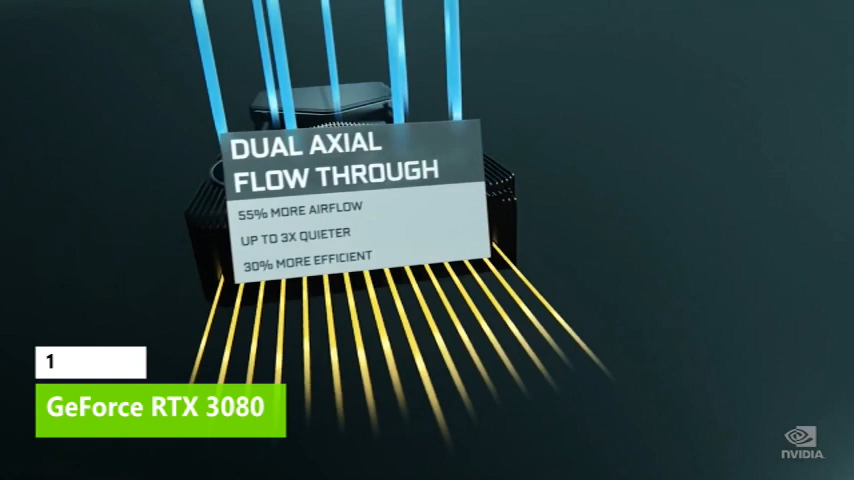 DUAL AXIAL
FLOW THROUGH
55% MORE AIRFLOW
UP TO 3X QUIETER
30% MORE EFFICIENT
1
GeForce RTX 3080
NVIDIA